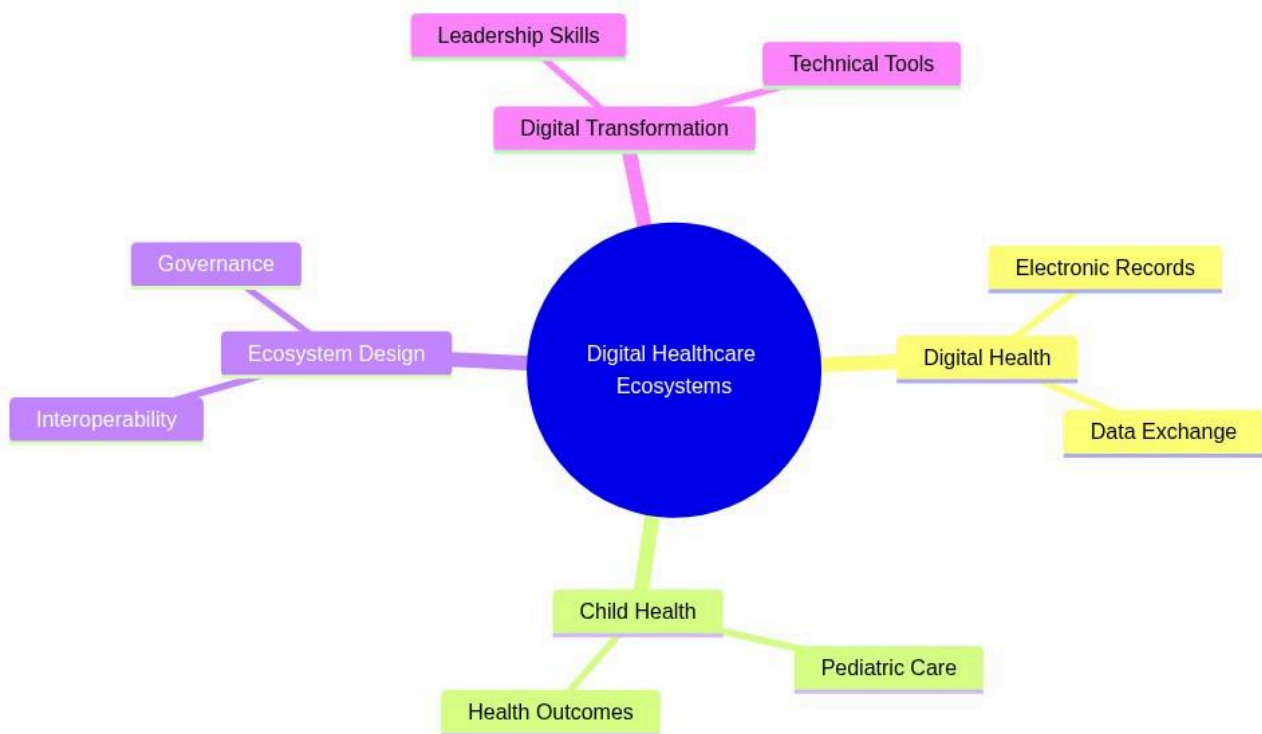 Leadership Skills
Technical Tools
Digital Transformation
Governance
Electronic Records
Ecosystem Design
Digital Healthcare
Ecosystems
Digital Health
Interoperability
Data Exchange
Child Health
Pediatric Care
Health Outcomes